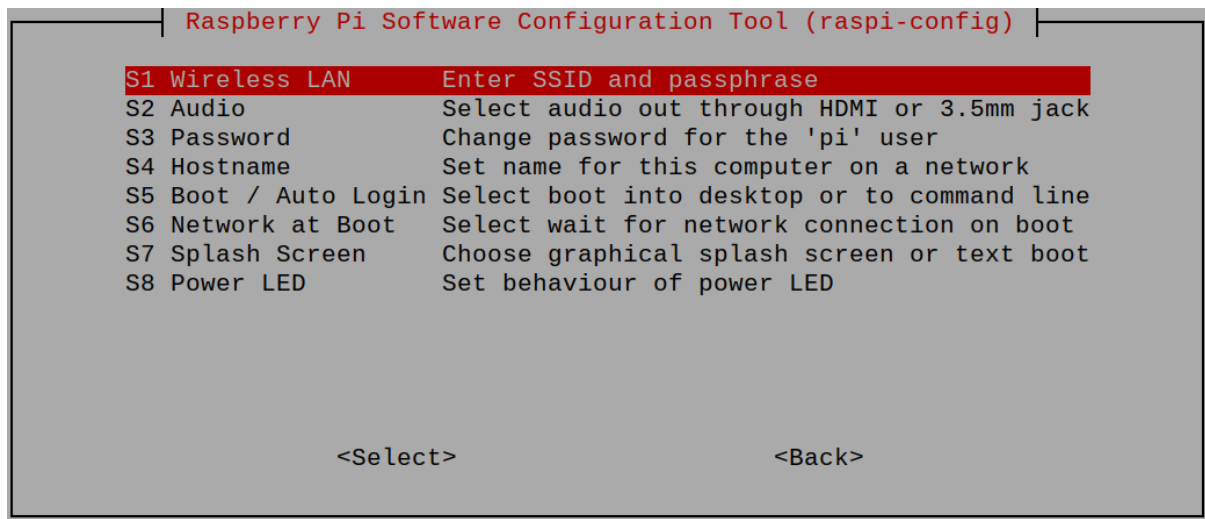 Raspberry Pi Software Configuration Tool (raspi-config)
S1 Wireless LAN Enter SSID and passphrase
S2 Audio Select audio out through HDMI or 3.5mm jack
S3 Password Change password for the 'pi' user
S4 Hostname Set name for this computer on a network
S5 Boot / Auto Login Select boot into desktop or to command line
S6 Network at Boot Select wait for network connection on boot
S7 Splash Screen Choose graphical splash screen or text boot
S8 Power LED Set behaviour of power LED
<Select> <Back>